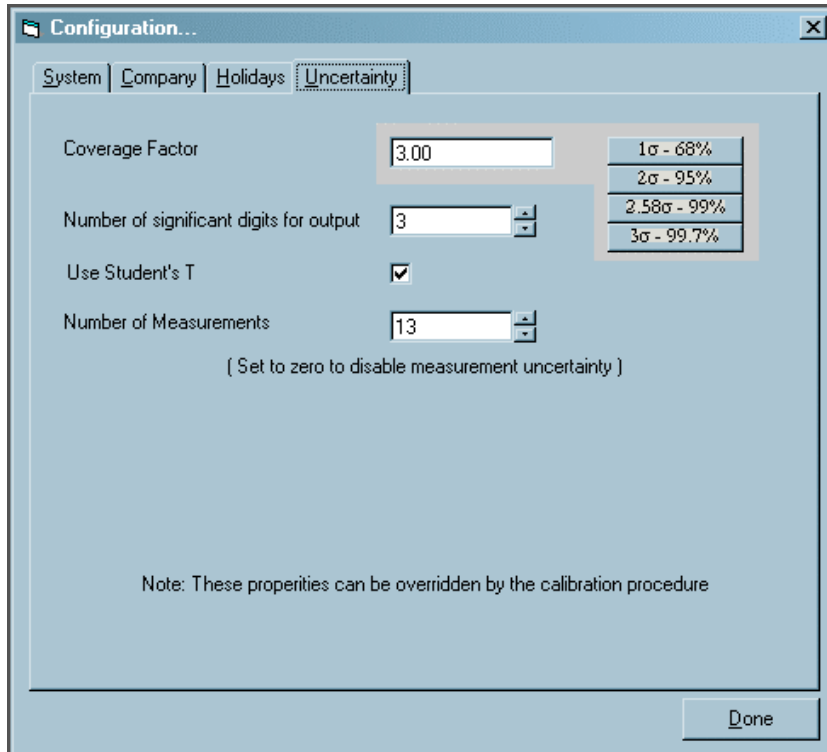 Configuration...
System Company Holidays Uncertainty
Coverage Factor
3.00
1σ - 68%
2σ - 95%
2.58σ - 99%
3σ - 99.7%
Number of significant digits for output
3
Use Student's T
Number of Measurements
13
( Set to zero to disable measurement uncertainty )
Note: These properities can be overridden by the calibration procedure
Done